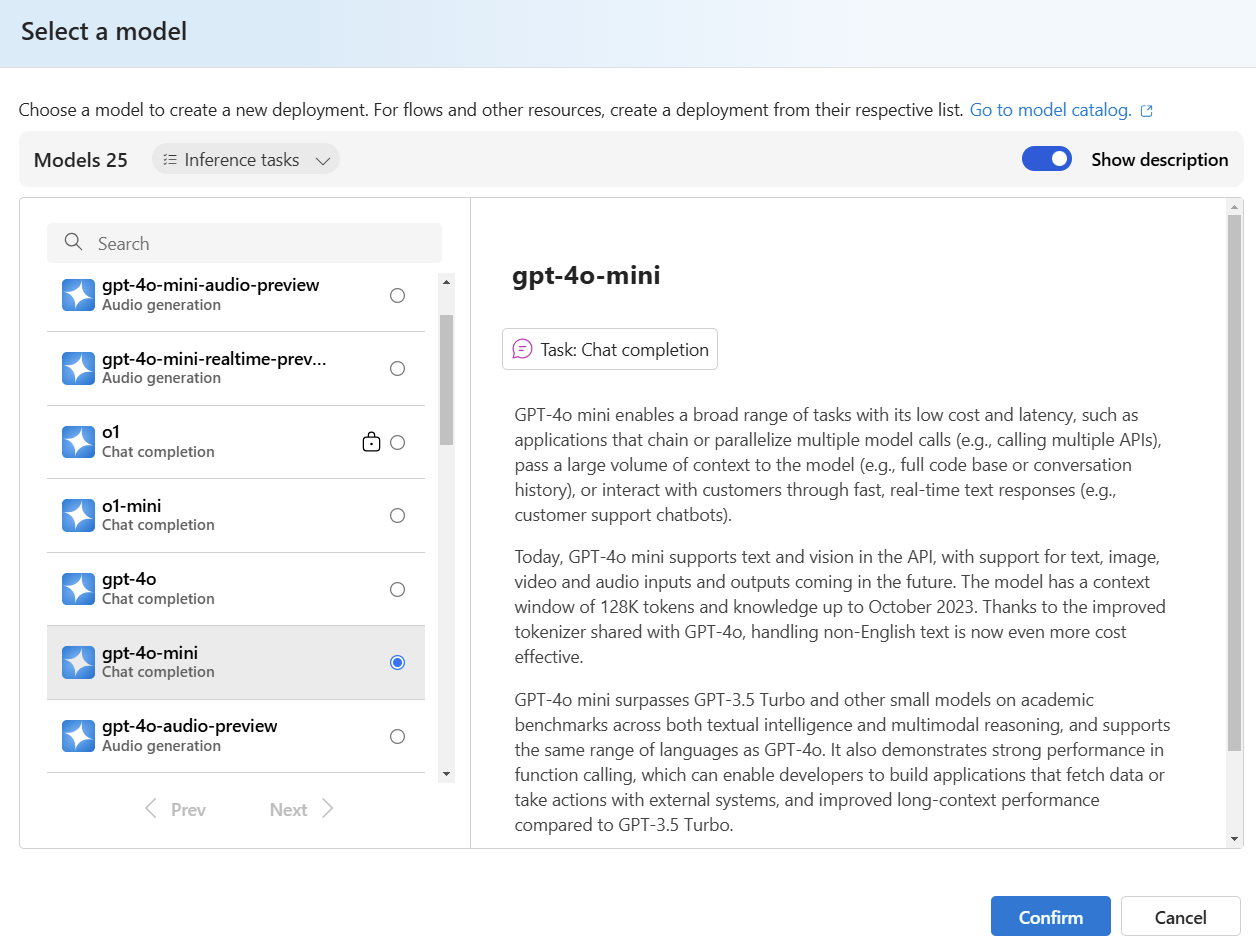 Select a model
Choose a model to create a new deployment. For flows and other resources, create a deployment from their respective list. Go to model catalog.
Models 25
Inference tasks
Show description
Search
gpt-4o-mini-audio-preview
Audio generation
gpt-4o-mini-realtime-prev...
Audio generation
o1
Chat completion
o1-mini
Chat completion
gpt-4o
Chat completion
gpt-4o-mini
Chat completion
gpt-4o-audio-preview
Audio generation
Prev
Next
gpt-4o-mini
Task: Chat completion
GPT-4o mini enables a broad range of tasks with its low cost and latency, such as
applications that chain or parallelize multiple model calls (e.g., calling multiple APIs),
pass a large volume of context to the model (e.g., full code base or conversation
history), or interact with customers through fast, real-time text responses (e.g.,
customer support chatbots).
Today, GPT-4o mini supports text and vision in the API, with support for text, image,
video and audio inputs and outputs coming in the future. The model has a context
window of 128K tokens and knowledge up to October 2023. Thanks to the improved
tokenizer shared with GPT-4o, handling non-English text is now even more cost
effective.
GPT-4o mini surpasses GPT-3.5 Turbo and other small models on academic
benchmarks across both textual intelligence and multimodal reasoning, and supports
the same range of languages as GPT-4o. It also demonstrates strong performance in
function calling, which can enable developers to build applications that fetch data or
take actions with external systems, and improved long-context performance
compared to GPT-3.5 Turbo.
Confirm
Cancel